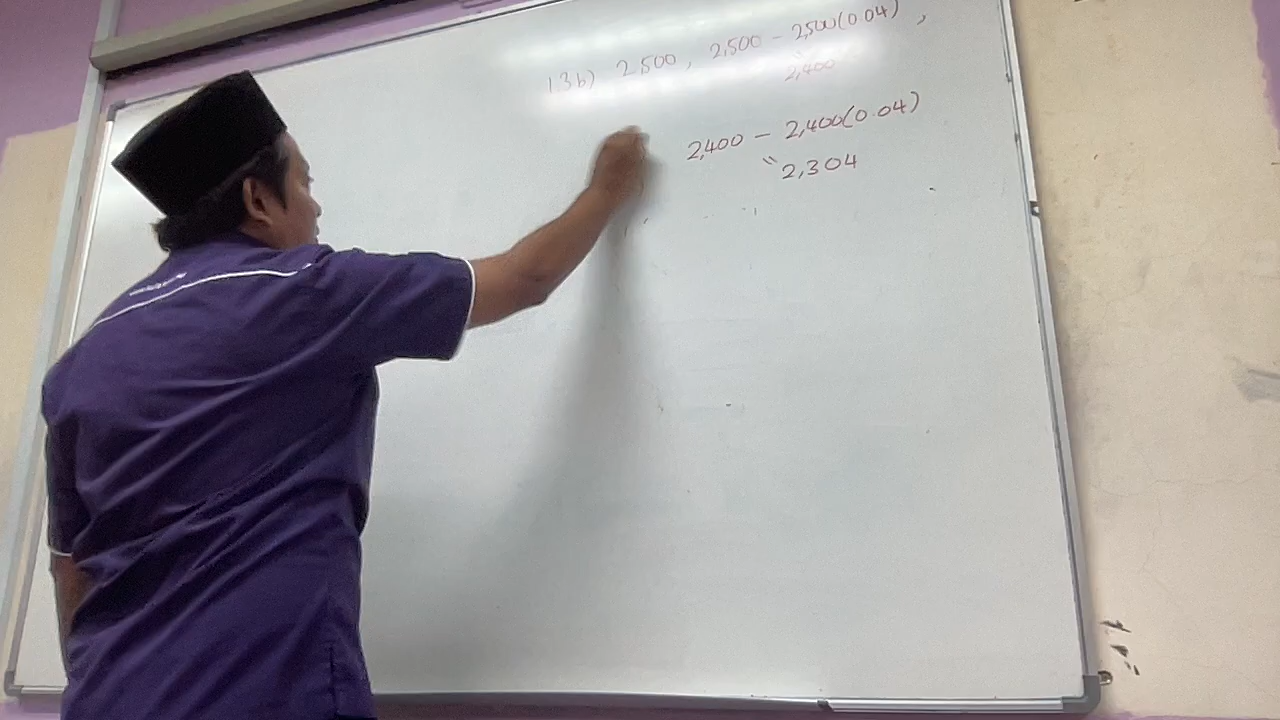 13b) 2,500, 2,500 - 2,500(0.04),
2,400
2,400 - 2,400(0.04)
" 2,304